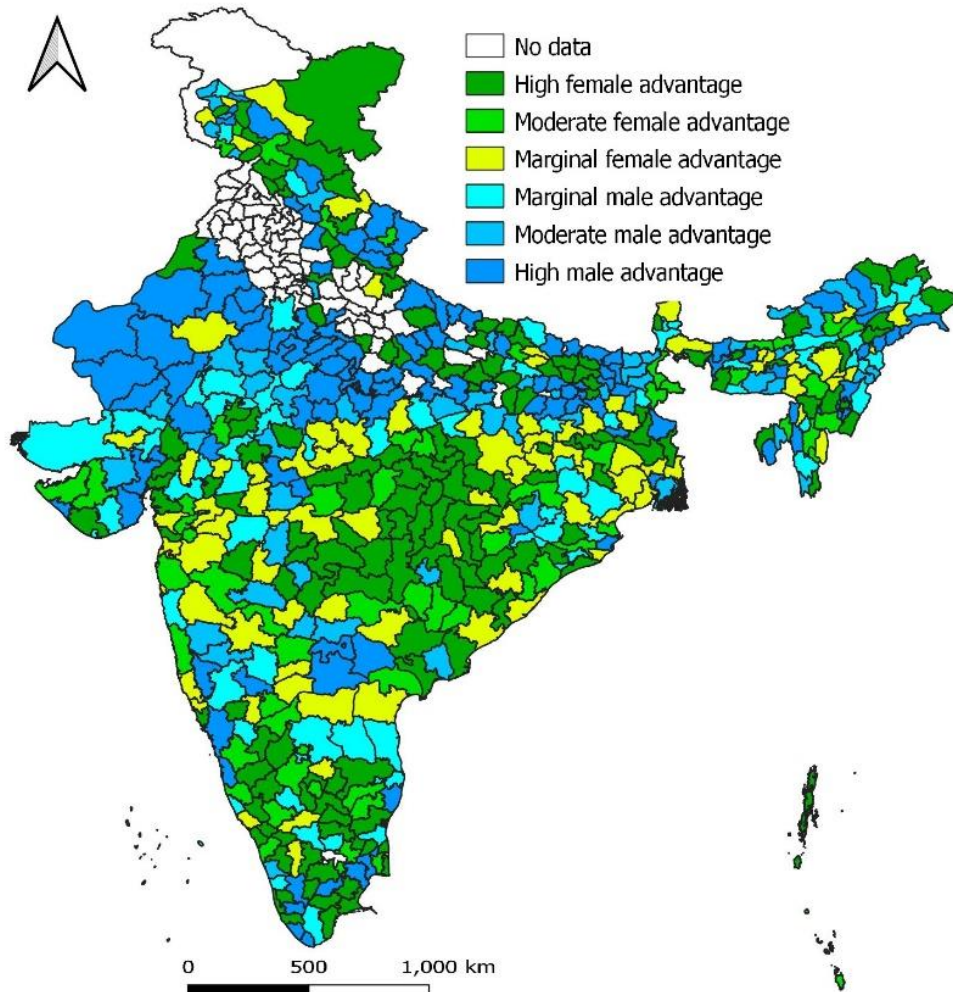 No data
High female advantage
Moderate female advantage
Marginal female advantage
Marginal male advantage
Moderate male advantage
High male advantage
0 500 1,000 km